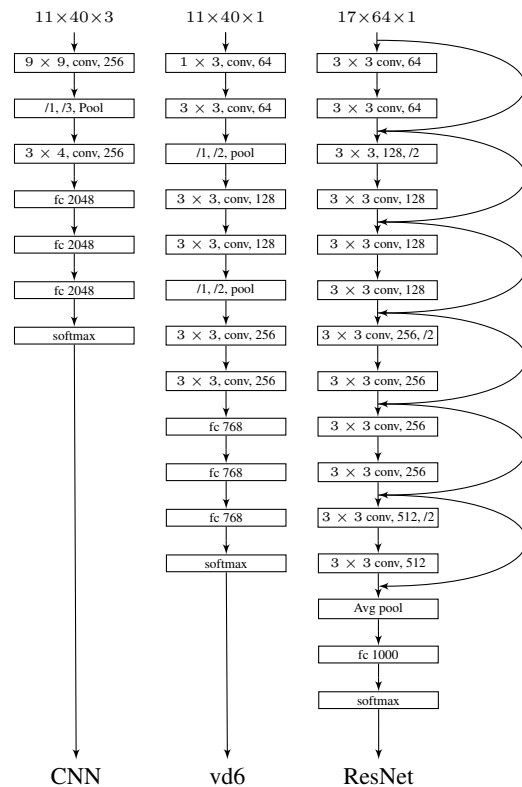 11×40×3
9 × 9, conv, 256
/1, /3, Pool
3 × 4, conv, 256
fc 2048
fc 2048
fc 2048
softmax
CNN
11×40×1
1 × 3, conv, 64
3 × 3, conv, 64
/1, /2, pool
3 × 3, conv, 128
3 × 3, conv, 128
/1, /2, pool
3 × 3, conv, 256
3 × 3, conv, 256
fc 768
fc 768
fc 768
softmax
vd6
17×64×1
3 × 3 conv, 64
3 × 3 conv, 64
3 × 3, 128, /2
3 × 3 conv, 128
3 × 3 conv, 128
3 × 3 conv, 128
3 × 3 conv, 256, /2
3 × 3 conv, 256
3 × 3 conv, 256
3 × 3 conv, 256
3 × 3 conv, 512, /2
3 × 3 conv, 512
Avg pool
fc 1000
softmax
ResNet